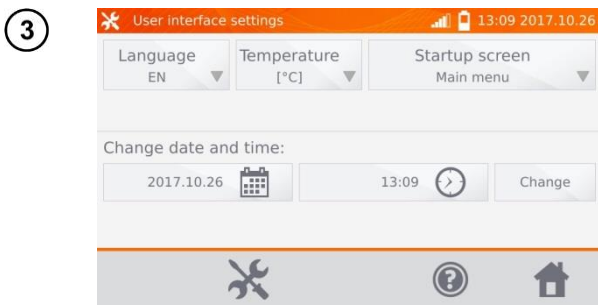 3
User interface settings 13:09 2017.10.26
Language Temperature Startup screen
EN [°C] Main menu
Change date and time:
2017.10.26 13:09 Change
?